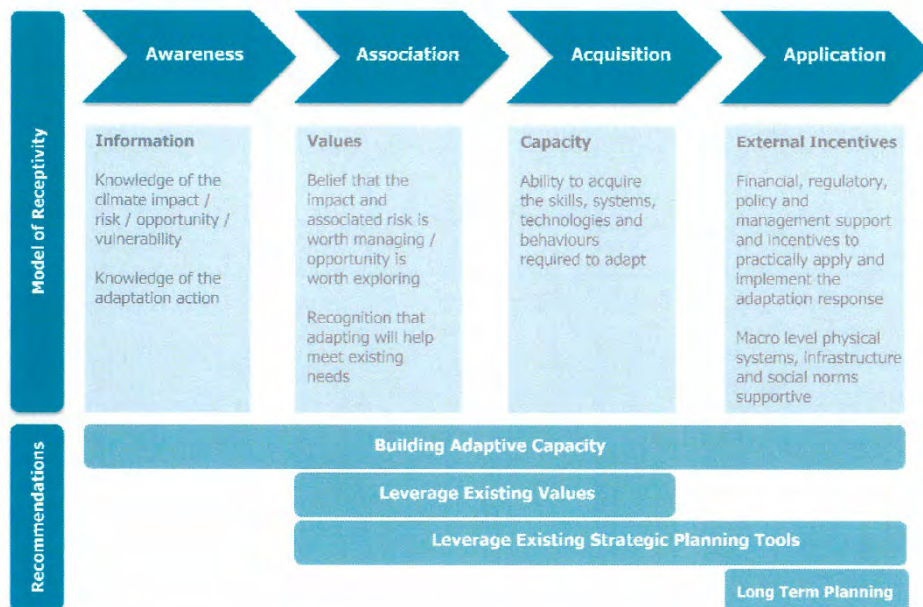 Model of Receptivity
Awareness
Association
Acquisition
Application
Information
Knowledge of the
climate impact /
risk / opportunity /
vulnerability
Knowledge of the
adaptation action
Values
Belief that the
impact and
associated risk is
worth managing /
opportunity is
worth exploring
Recognition that
adapting will help
meet existing
needs
Capacity
Ability to acquire
the skills, systems,
technologies and
behaviours
required to adapt
External Incentives
Financial, regulatory,
policy and
management support
and incentives to
practically apply and
implement the
adaptation response
Macro level physical
systems, infrastructure
and social norms
supportive
Recommendations
Building Adaptive Capacity
Leverage Existing Values
Leverage Existing Strategic Planning Tools
Long Term Planning